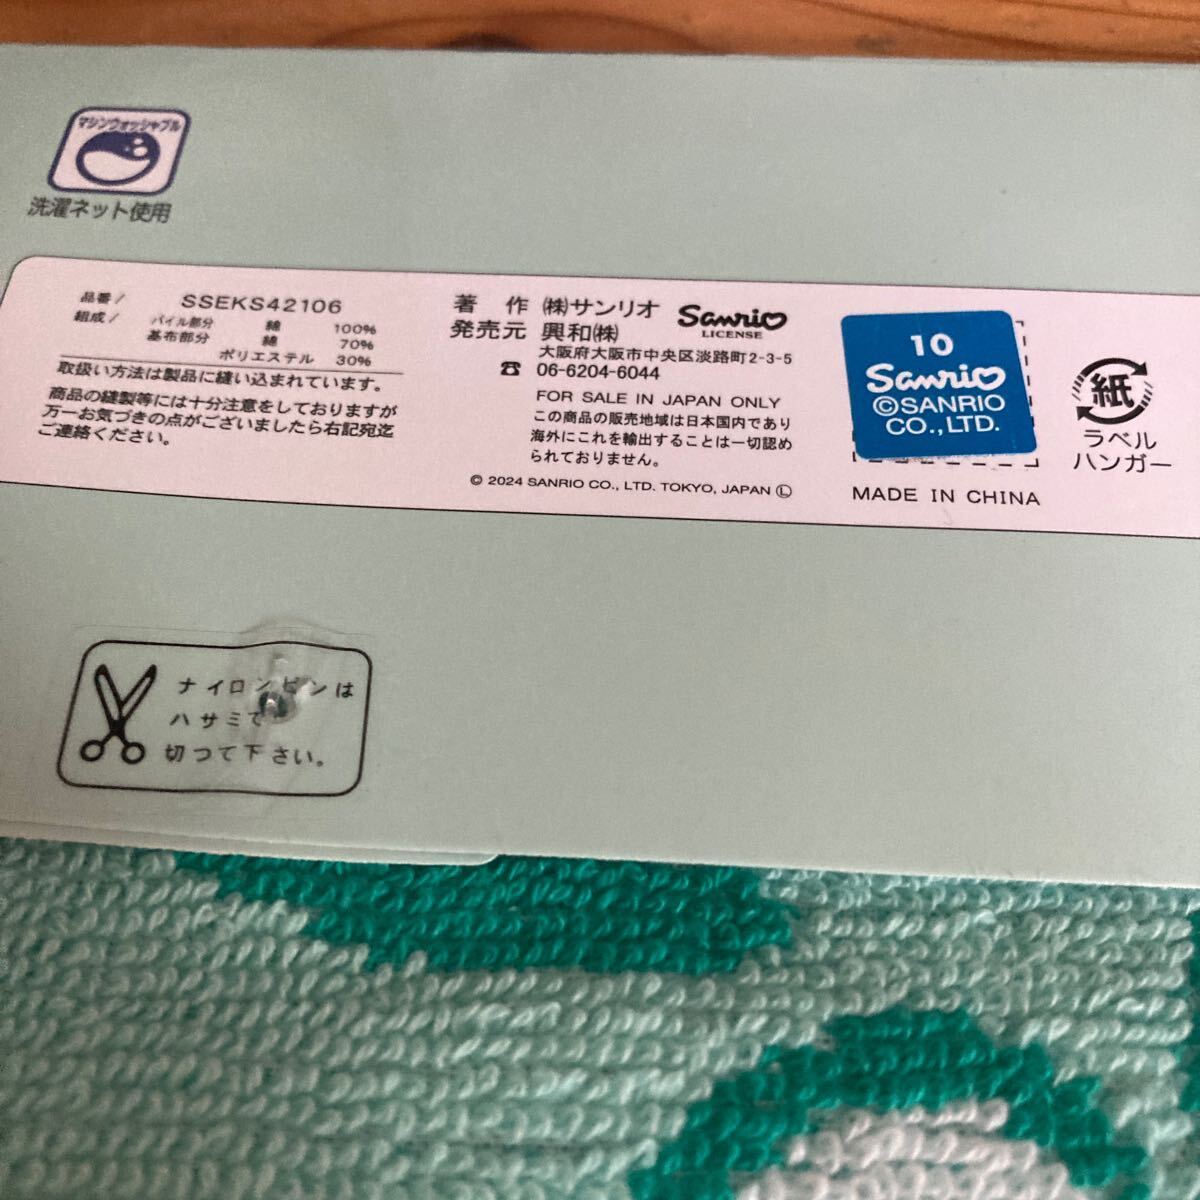 マシンウォッシャブル
洗濯ネット使用
品番/ SSEKS42106
組成/ パイル部分 綿 100%
基布部分 綿 70%
ポリエステル 30%
取扱い方法は製品に縫い込まれています。
商品の縫製等には十分注意をしておりますが
万一お気づきの点がございましたら右記宛迄
ご連絡ください。
著 作 ㈱サンリオ Sanrio
LICENSE
発売元 興和㈱
大阪府大阪市中央区淡路町2-3-5
☎ 06-6204-6044
FOR SALE IN JAPAN ONLY
この商品の販売地域は日本国内であり
海外にこれを輸出することは一切認め
られておりません。
© 2024 SANRIO CO., LTD. TOKYO, JAPAN Ⓛ
10
Sanrio
©SANRIO
CO.,LTD.
MADE IN CHINA
紙
ラベル
ハンガー
ナイロンピンは
ハサミで
切つて下さい。